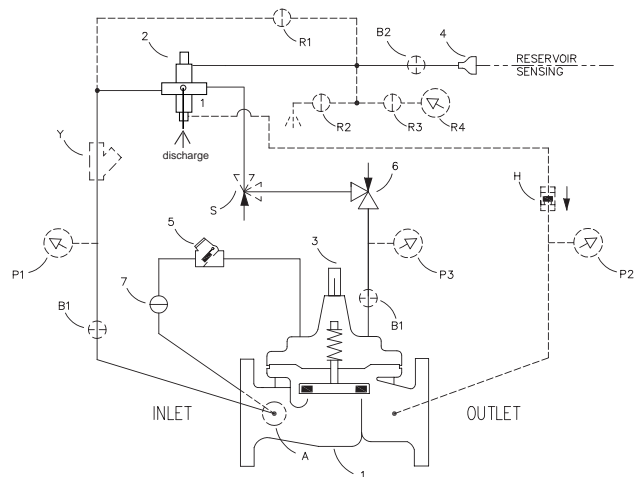 R1
2
B2
4
RESERVOIR
SENSING
1
R2
R3
R4
Y
discharge
6
H
S
5
3
P1
P3
P2
7
B1
B1
INLET
OUTLET
A
1